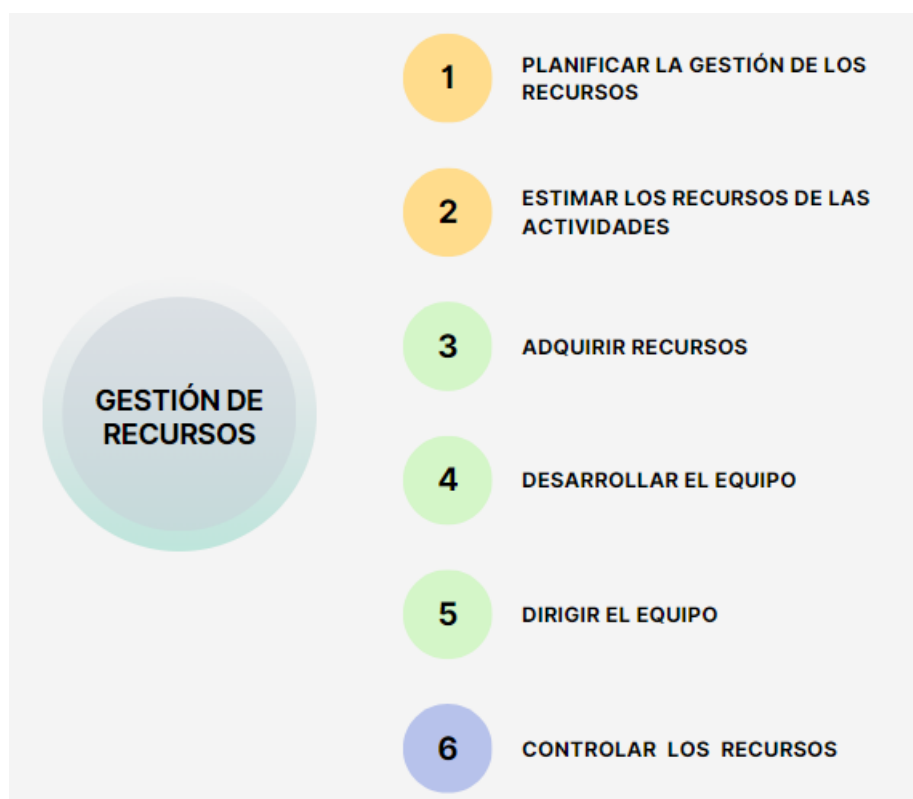 1
PLANIFICAR LA GESTIÓN DE LOS
RECURSOS
2
ESTIMAR LOS RECURSOS DE LAS
ACTIVIDADES
3
ADQUIRIR RECURSOS
GESTIÓN DE
RECURSOS
4
DESARROLLAR EL EQUIPO
5
DIRIGIR EL EQUIPO
6
CONTROLAR LOS RECURSOS